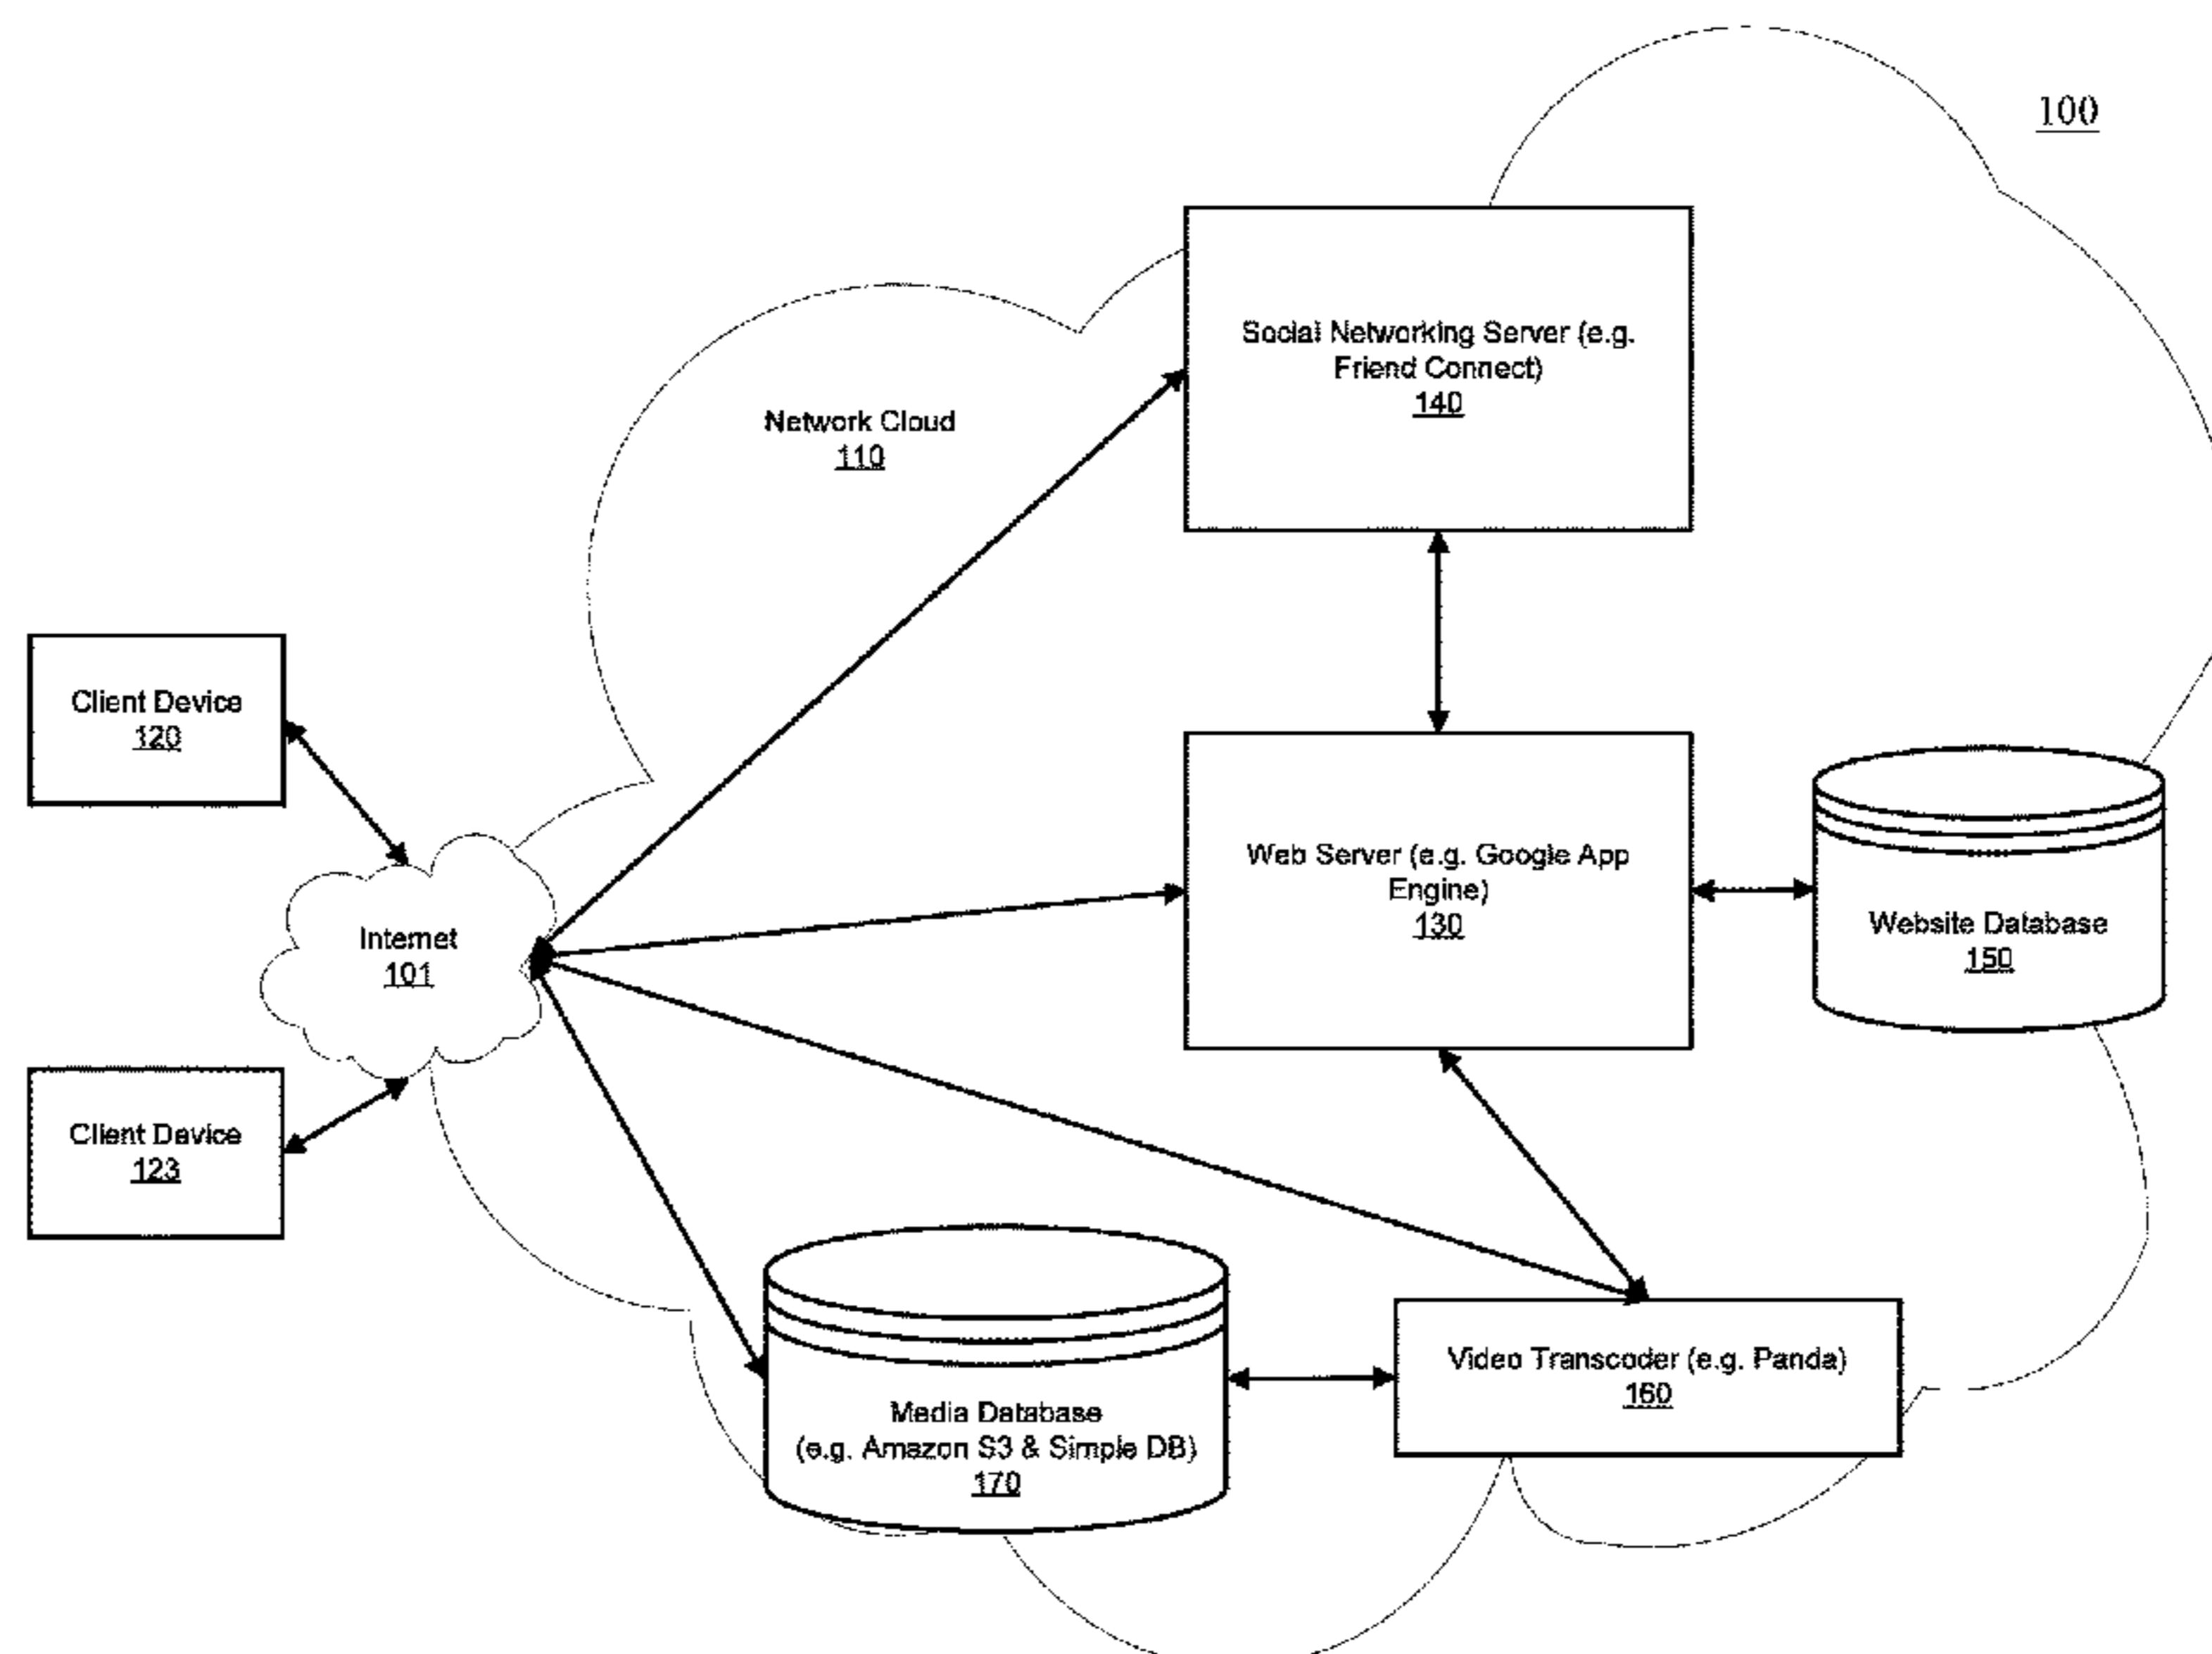 100
Social Networking Server (e.g.
Friend Connect)
140
Network Cloud
110
Client Device
120
Web Server (e.g. Google App
Engine)
130
Website Database
150
Internet
101
Client Device
123
Video Transcoder (e.g. Panda)
160
Media Database
(e.g. Amazon S3 & Simple DB)
170